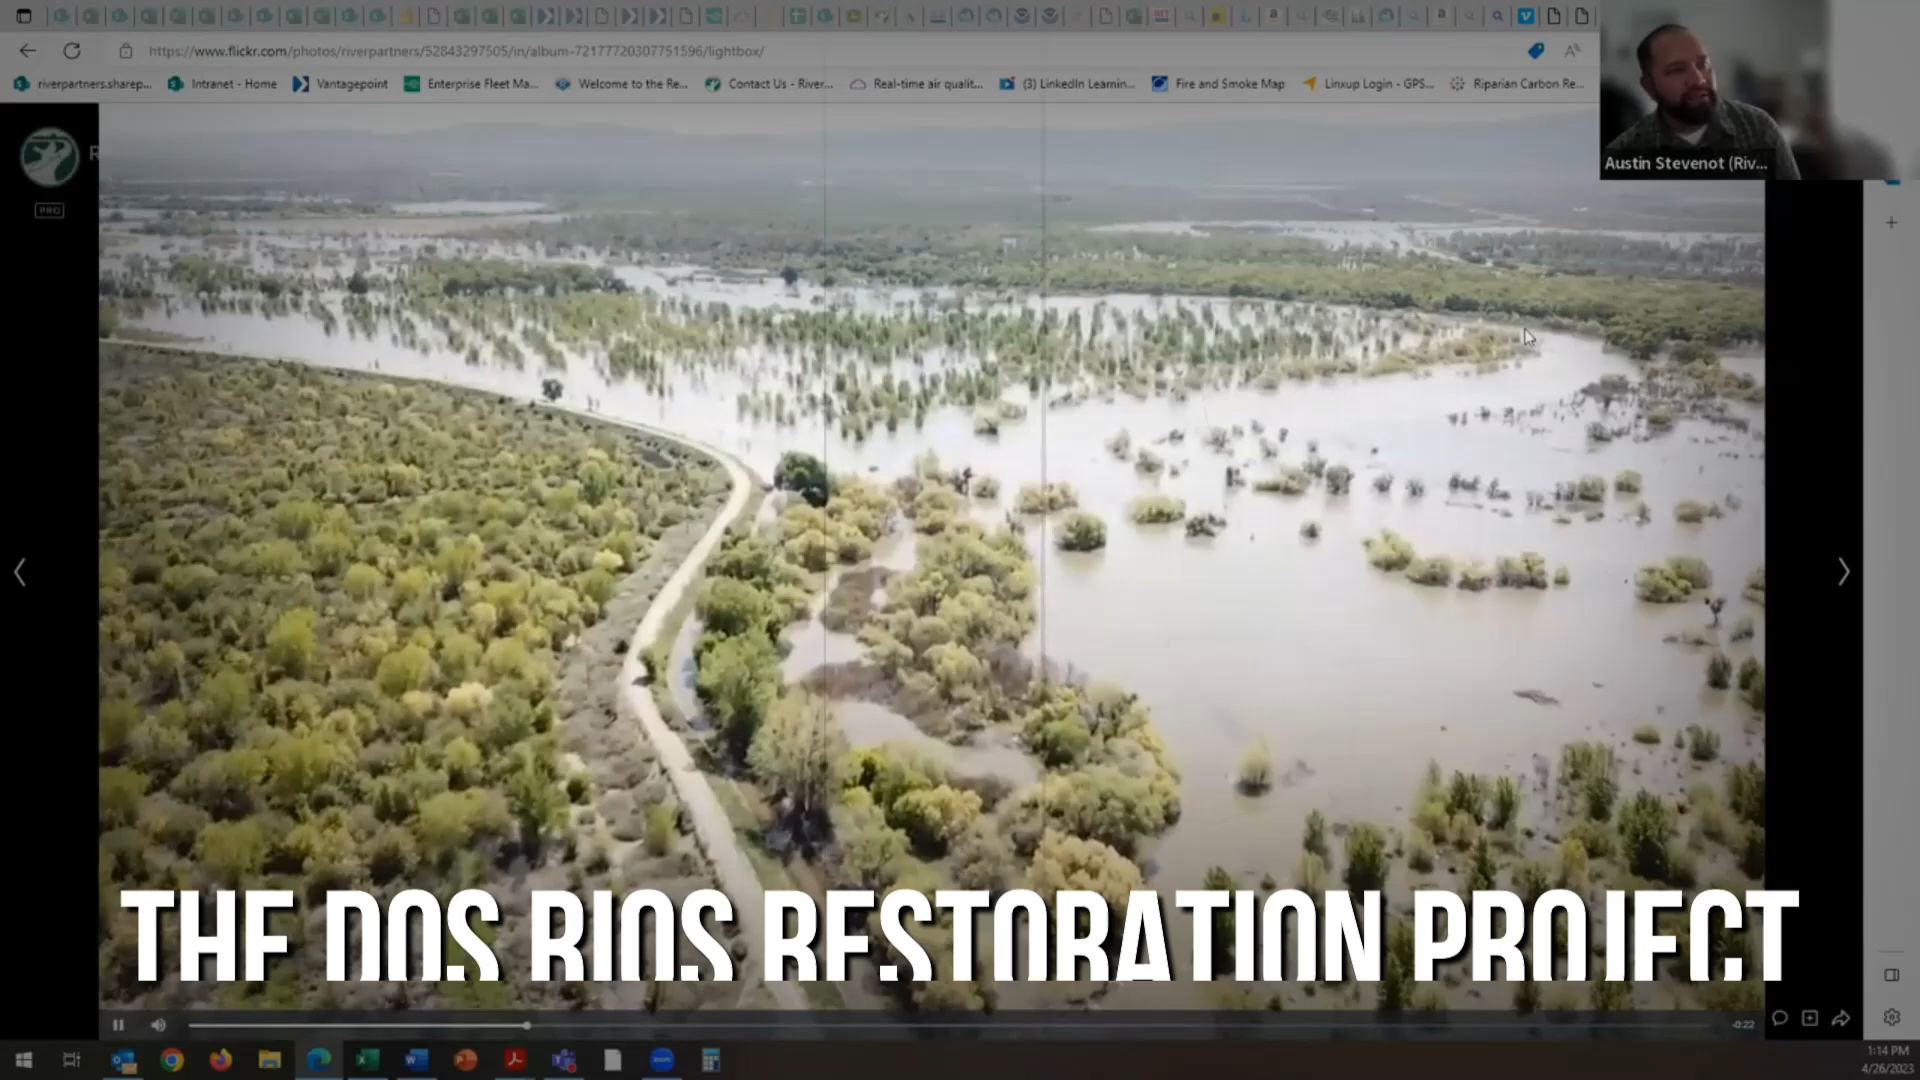 https://www.flickr.com/photos/riverpartners/52843297505/in/album-72177720307751596/lightbox/
riverpartners.sharep...
Intranet - Home
Vantagepoint
Enterprise Fleet Ma...
Welcome to the Re...
Contact Us - River...
Real-time air qualit...
(3) LinkedIn Learnin...
Fire and Smoke Map
Linxup Login - GPS...
Riparian Carbon Re...
Austin Stevenot (Riv...
R
PRO
THE DOS RIOS RESTORATION PROJECT
-0:22
1:14 PM
4/26/2023